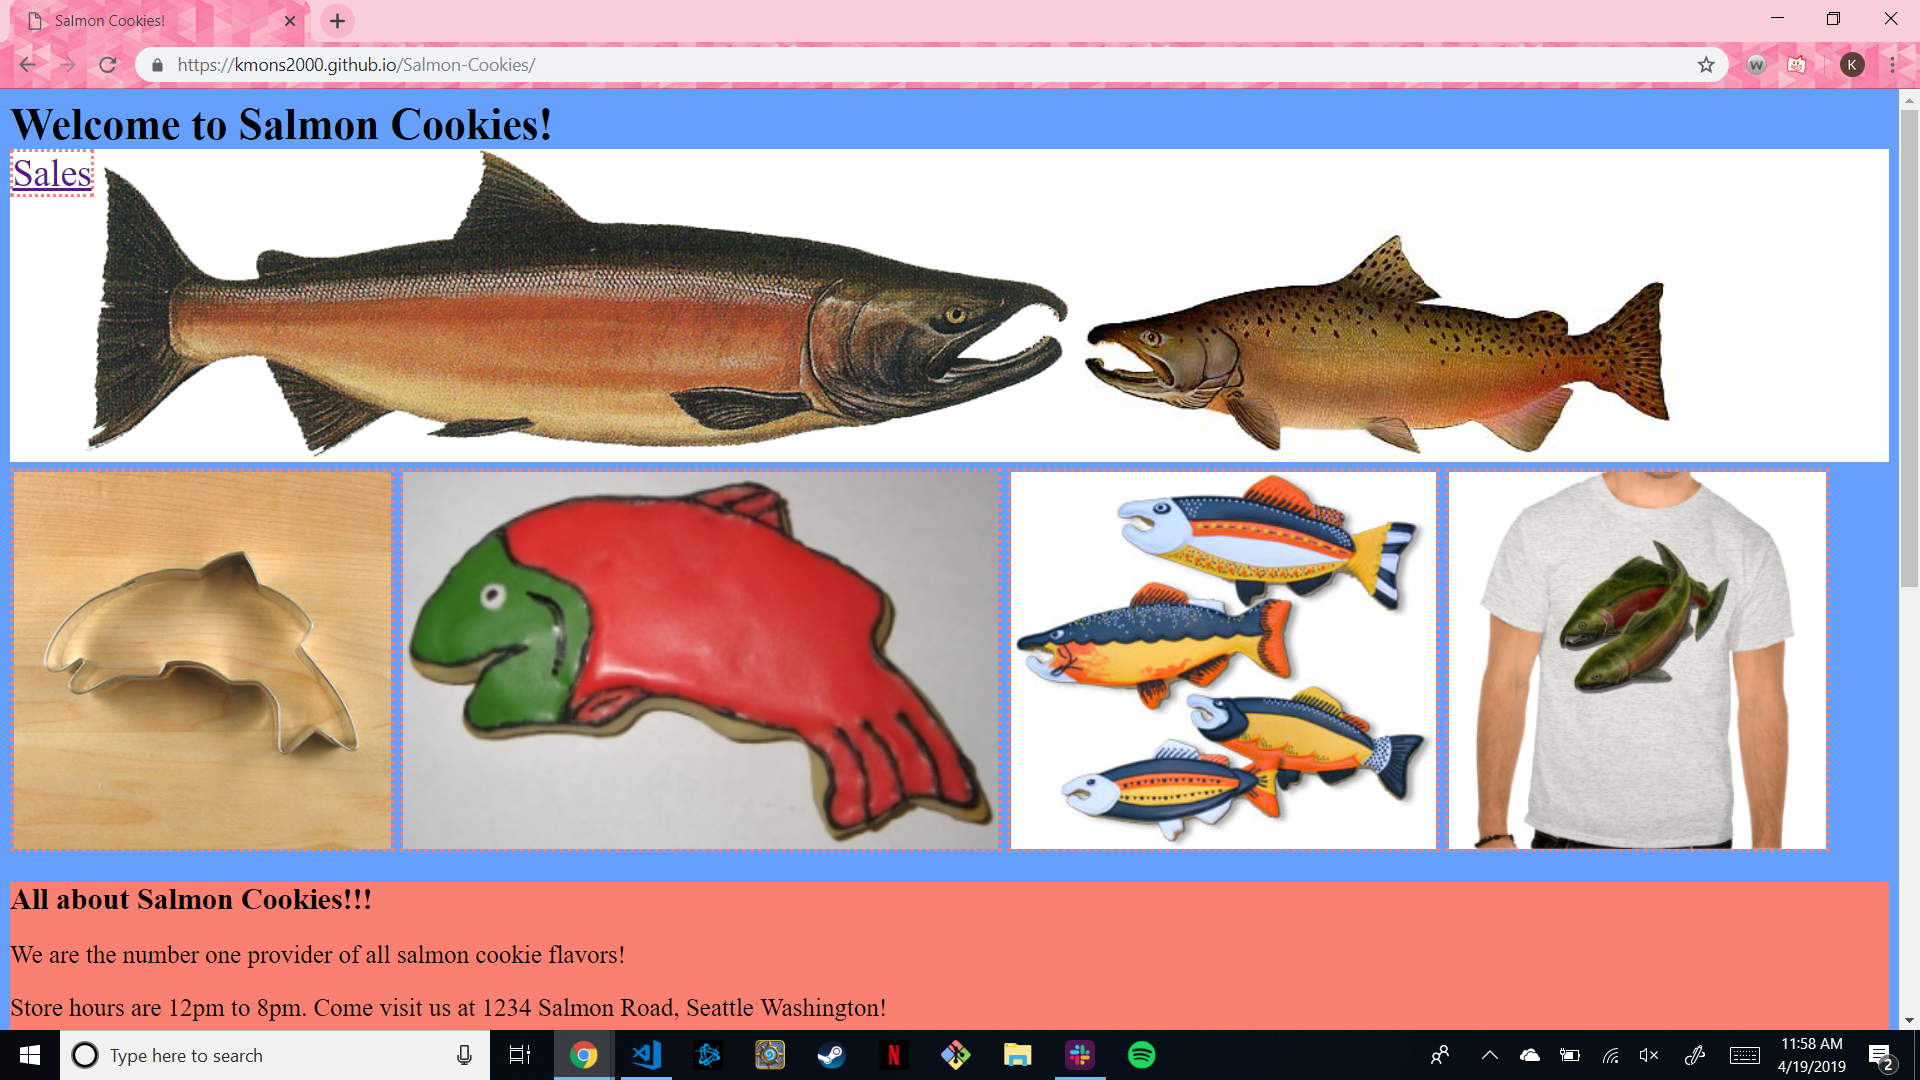 Salmon Cookies!
https://kmons2000.github.io/Salmon-Cookies/
W
K
Welcome to Salmon Cookies!
Sales
All about Salmon Cookies!!!
We are the number one provider of all salmon cookie flavors!
Store hours are 12pm to 8pm. Come visit us at 1234 Salmon Road, Seattle Washington!
Type here to search
N
11:58 AM
4/19/2019
2